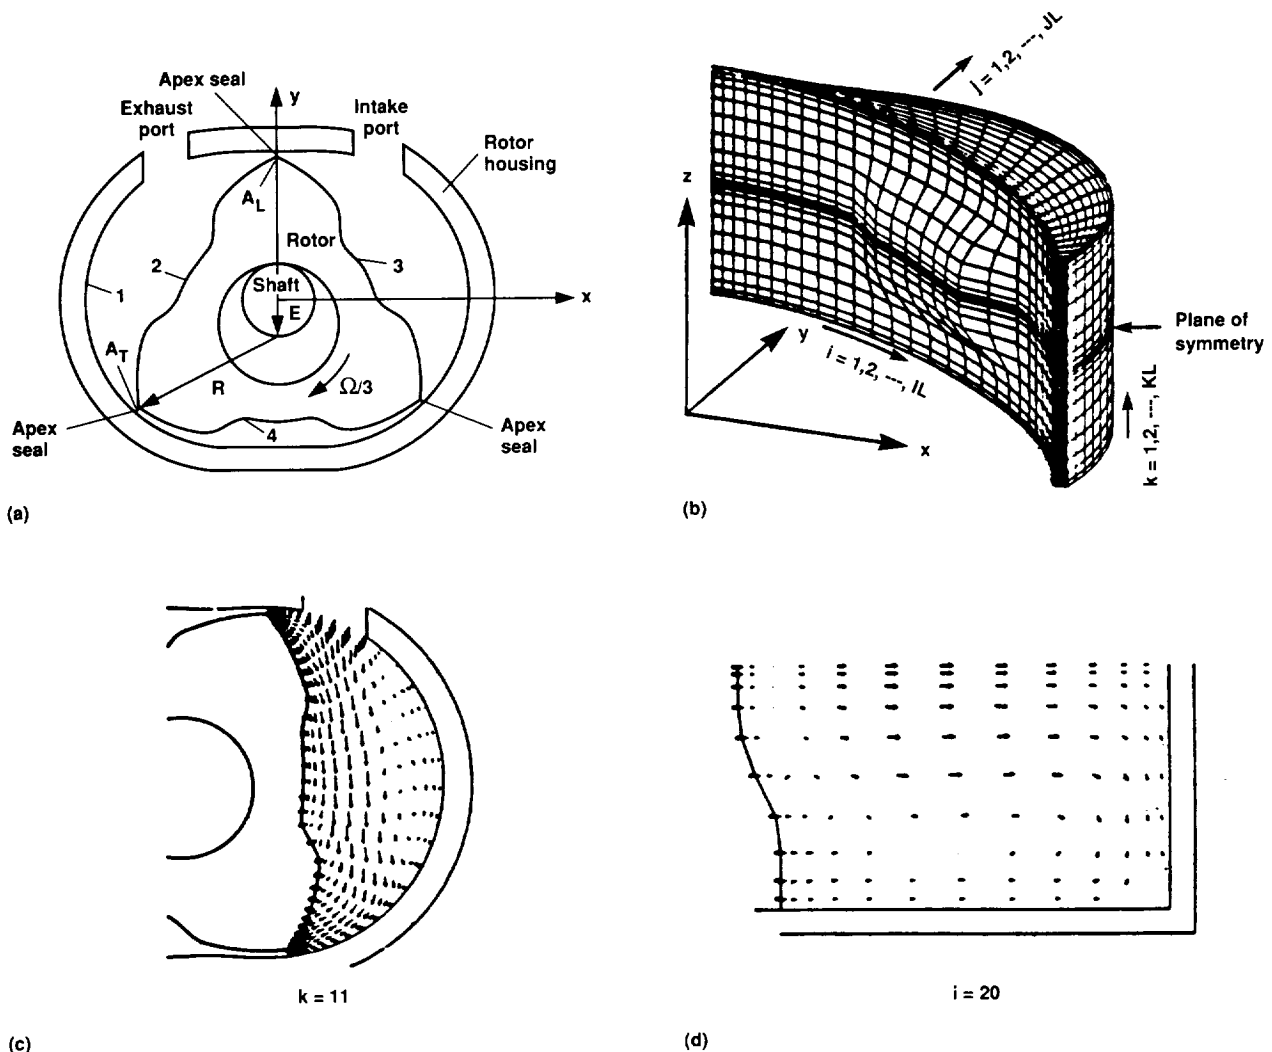 Apex seal
Exhaust
port
y
Intake
port
Rotor
housing
A_L
Rotor
2
3
1
Shaft
x
E
A_T
R
Ω/3
Apex
seal
4
Apex
seal
(a)
j = 1,2, ---, JL
z
y
i = 1,2, ---, IL
x
Plane of
symmetry
k = 1,2, ---, KL
(b)
k = 11
(c)
i = 20
(d)